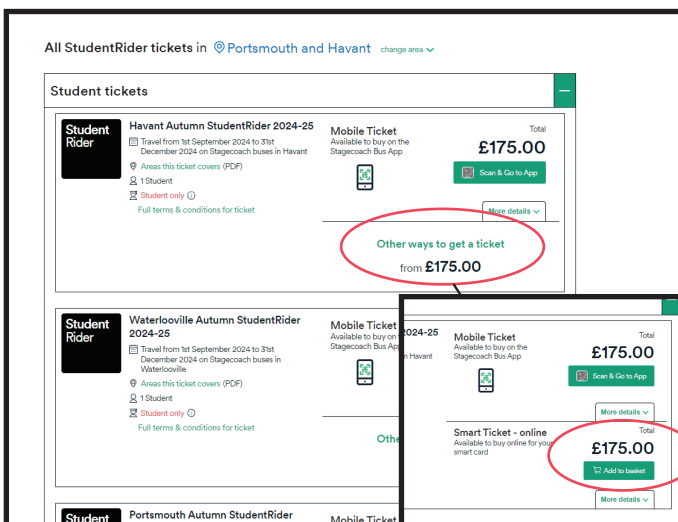 All StudentRider tickets in Portsmouth and Havant change area
Student tickets
Student
Rider
Havant Autumn StudentRider 2024-25
Travel from 1st September 2024 to 31st
December 2024 on Stagecoach buses in Havant
Areas this ticket covers (PDF)
1 Student
Student only
Full terms & conditions for ticket
Mobile Ticket
Available to buy on the
Stagecoach Bus App
Total
£175.00
Scan & Go to App
More details
Other ways to get a ticket
from £175.00
Student
Rider
Waterlooville Autumn StudentRider
2024-25
Travel from 1st September 2024 to 31st
December 2024 on Stagecoach buses in
Waterlooville
Areas this ticket covers (PDF)
1 Student
Student only
Full terms & conditions for ticket
Mobile Ticket
Available to buy on
Stagecoach Bus App
Othe
2024-25
n Havant
Mobile Ticket
Available to buy on the
Stagecoach Bus App
Total
£175.00
Scan & Go to App
More details
Smart Ticket - online
Available to buy online for your
smart card
Total
£175.00
Add to basket
More details
Student
Portsmouth Autumn StudentRider
Mobile Ticket